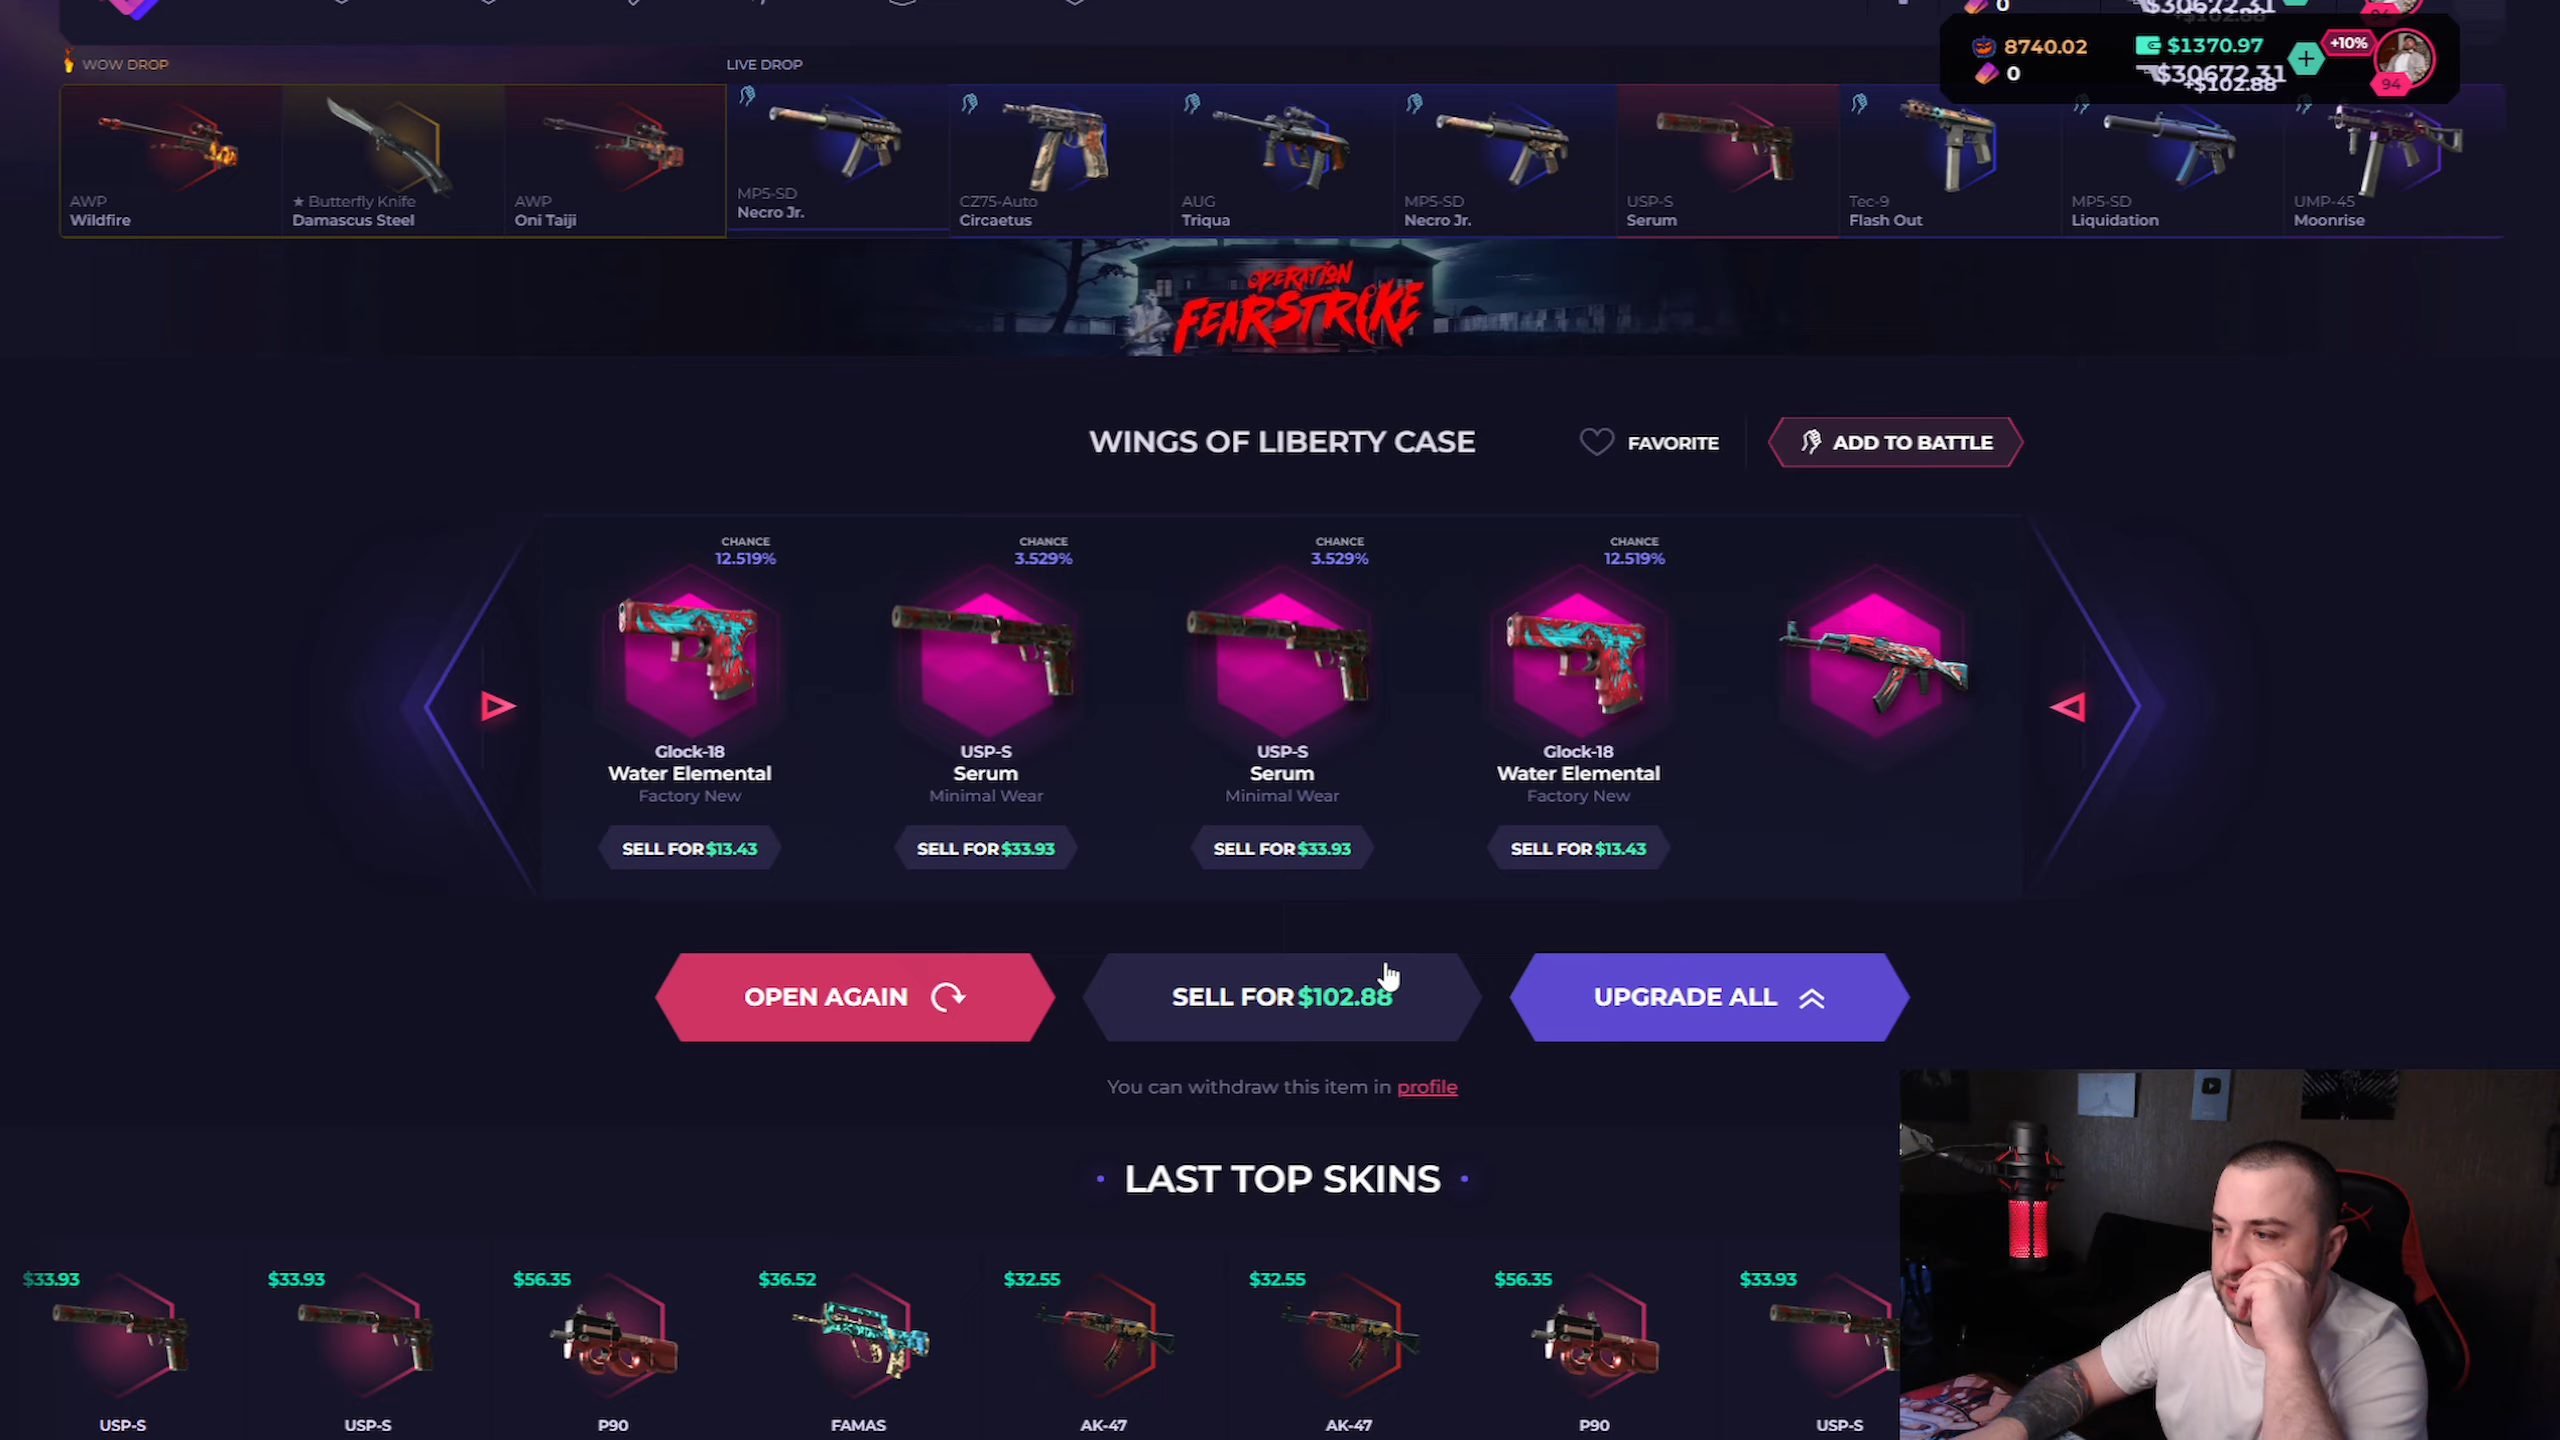 0
WOW DROP
LIVE DROP
8740.02
$1370.97
+10%
0
$30672.31
+$102.88
94
AWP
Wildfire
★ Butterfly Knife
Damascus Steel
AWP
Oni Taiji
MP5-SD
Necro Jr.
CZ75-Auto
Circaetus
AUG
Triqua
MP5-SD
Necro Jr.
USP-S
Serum
Tec-9
Flash Out
MP5-SD
Liquidation
UMP-45
Moonrise
OPERATION
FEARSTRIKE
WINGS OF LIBERTY CASE
FAVORITE
ADD TO BATTLE
CHANCE
12.519%
CHANCE
3.529%
CHANCE
3.529%
CHANCE
12.519%
Glock-18
Water Elemental
Factory New
USP-S
Serum
Minimal Wear
USP-S
Serum
Minimal Wear
Glock-18
Water Elemental
Factory New
SELL FOR $13.43
SELL FOR $33.93
SELL FOR $33.93
SELL FOR $13.43
OPEN AGAIN
SELL FOR $102.88
UPGRADE ALL
You can withdraw this item in profile
• LAST TOP SKINS •
$33.93
$33.93
$56.35
$36.52
$32.55
$32.55
$56.35
$33.93
USP-S
USP-S
P90
FAMAS
AK-47
AK-47
P90
USP-S